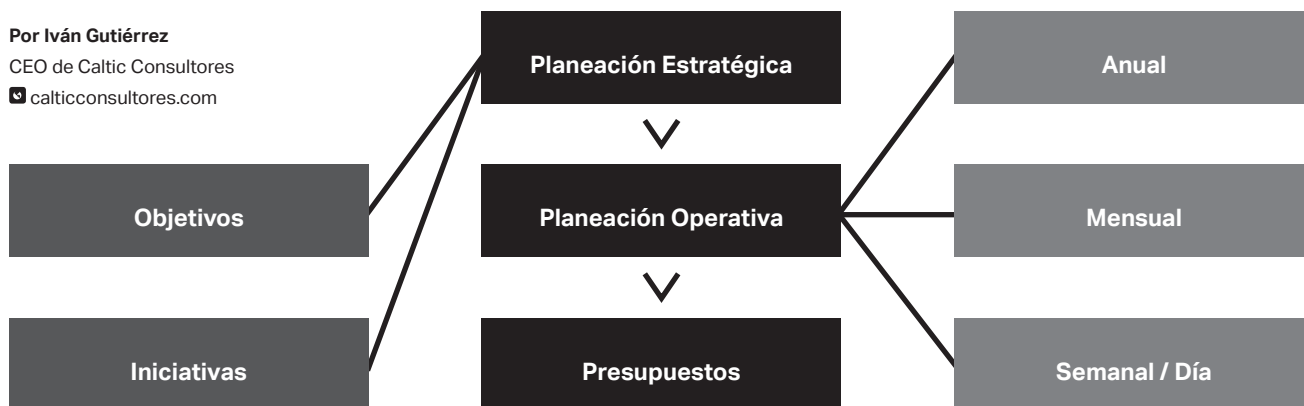 Por Iván Gutiérrez
CEO de Caltic Consultores
calticconsultores.com
Planeación Estratégica
Anual
Objetivos
Planeación Operativa
Mensual
Iniciativas
Presupuestos
Semanal / Día